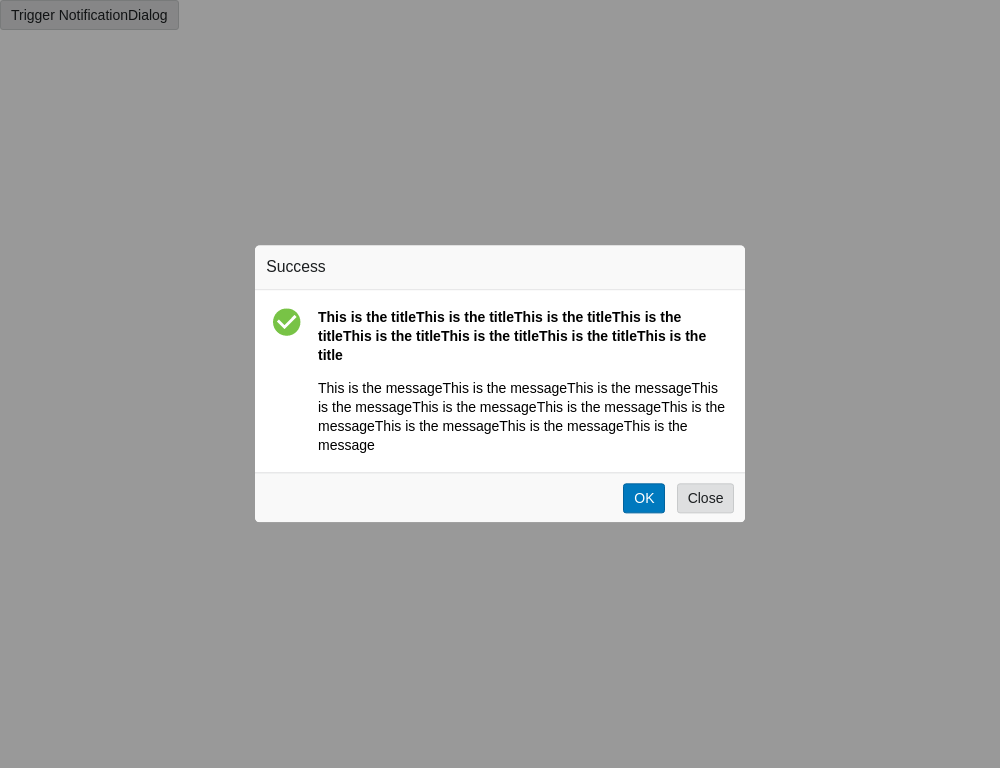 Trigger NotificationDialog
Success
This is the titleThis is the titleThis is the titleThis is the
titleThis is the titleThis is the titleThis is the titleThis is the
title
This is the messageThis is the messageThis is the messageThis
is the messageThis is the messageThis is the messageThis is the
messageThis is the messageThis is the messageThis is the
message
OK
Close